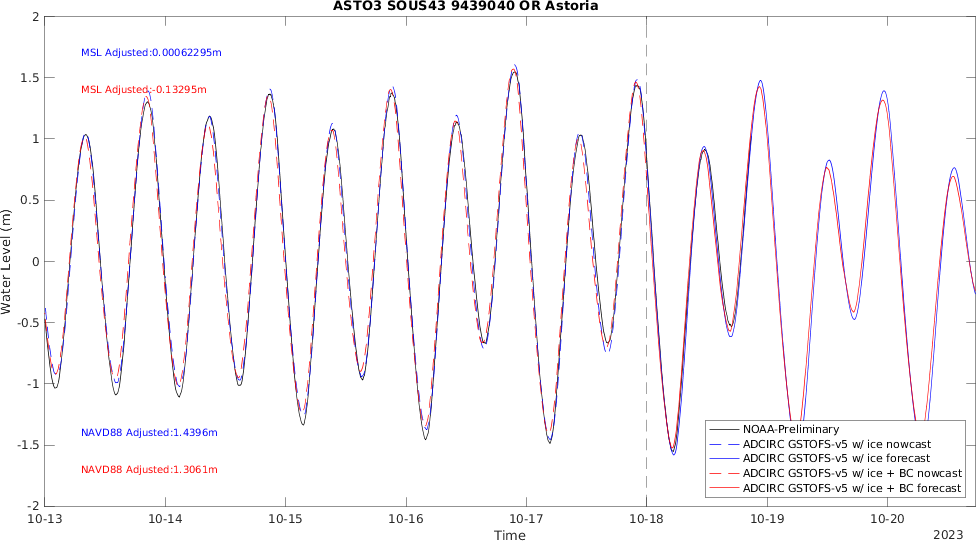 ASTO3 SOUS43 9439040 OR Astoria
MSL Adjusted:0.00062295m
MSL Adjusted:-0.13295m
NAVD88 Adjusted:1.4396m
NAVD88 Adjusted:1.3061m
Water Level (m)
2
1.5
1
0.5
0
-0.5
-1
-1.5
-2
NOAA-Preliminary
ADCIRC GSTOFS-v5 w/ ice nowcast
ADCIRC GSTOFS-v5 w/ ice forecast
ADCIRC GSTOFS-v5 w/ ice + BC nowcast
ADCIRC GSTOFS-v5 w/ ice + BC forecast
10-13 10-14 10-15 10-16 10-17 10-18 10-19 10-20
Time
2023